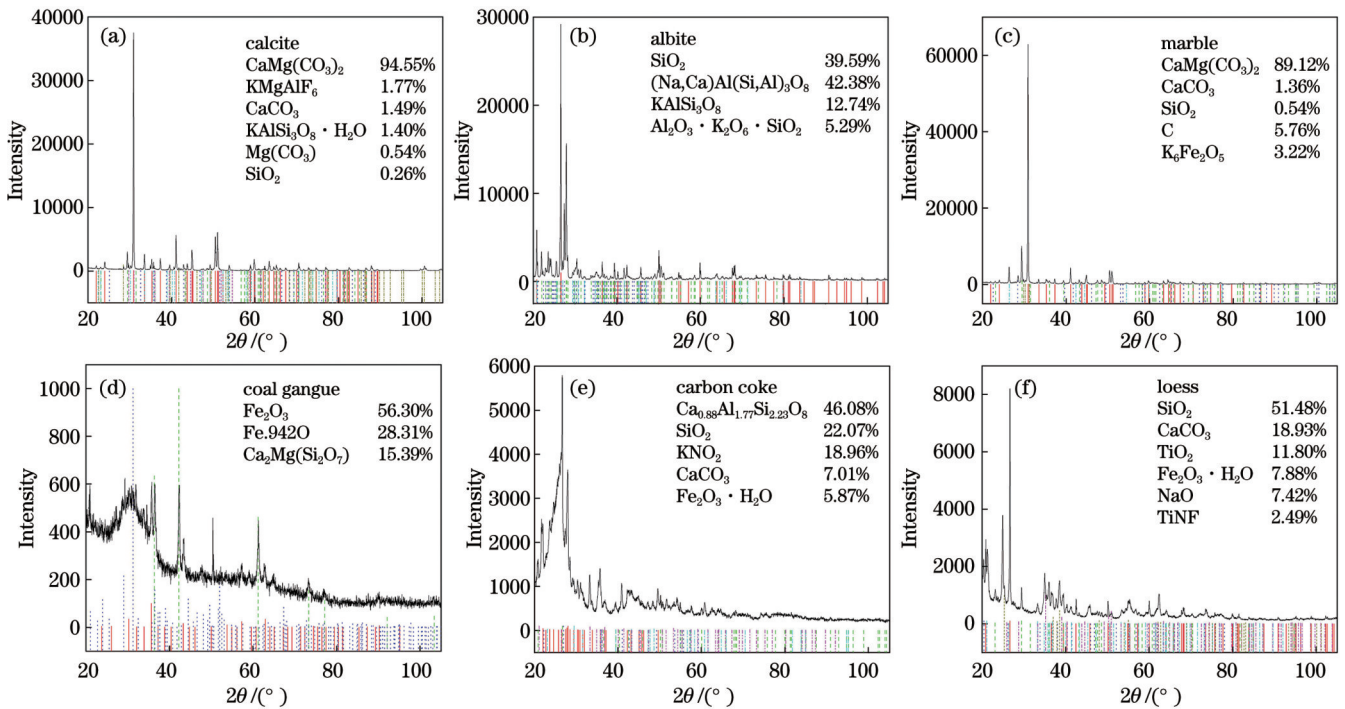 (a)
calcite
CaMg(CO₃)₂ 94.55%
KMgAlF₆ 1.77%
CaCO₃ 1.49%
KAlSi₃O₈・H₂O 1.40%
Mg(CO₃) 0.54%
SiO₂ 0.26%
Intensity
40000
30000
20000
10000
0
20 40 60 80 100
2θ/(°)
(b)
albite
SiO₂ 39.59%
(Na,Ca)Al(Si,Al)₃O₈ 42.38%
KAlSi₃O₈ 12.74%
Al₂O₃・K₂O₆・SiO₂ 5.29%
Intensity
30000
20000
10000
0
20 40 60 80 100
2θ/(°)
(c)
marble
CaMg(CO₃)₂ 89.12%
CaCO₃ 1.36%
SiO₂ 0.54%
C 5.76%
K₆Fe₂O₅ 3.22%
Intensity
60000
40000
20000
0
20 40 60 80 100
2θ/(°)
(d)
coal gangue
Fe₂O₃ 56.30%
Fe.942O 28.31%
Ca₂Mg(Si₂O₇) 15.39%
Intensity
1000
800
600
400
200
0
20 40 60 80 100
2θ/(°)
(e)
carbon coke
Ca₀.₈₈Al₁.₇₇Si₂.₂₃O₈ 46.08%
SiO₂ 22.07%
KNO₂ 18.96%
CaCO₃ 7.01%
Fe₂O₃・H₂O 5.87%
Intensity
6000
5000
4000
3000
2000
1000
0
20 40 60 80 100
2θ/(°)
(f)
loess
SiO₂ 51.48%
CaCO₃ 18.93%
TiO₂ 11.80%
Fe₂O₃・H₂O 7.88%
NaO 7.42%
TiNF 2.49%
Intensity
8000
6000
4000
2000
0
20 40 60 80 100
2θ/(°)